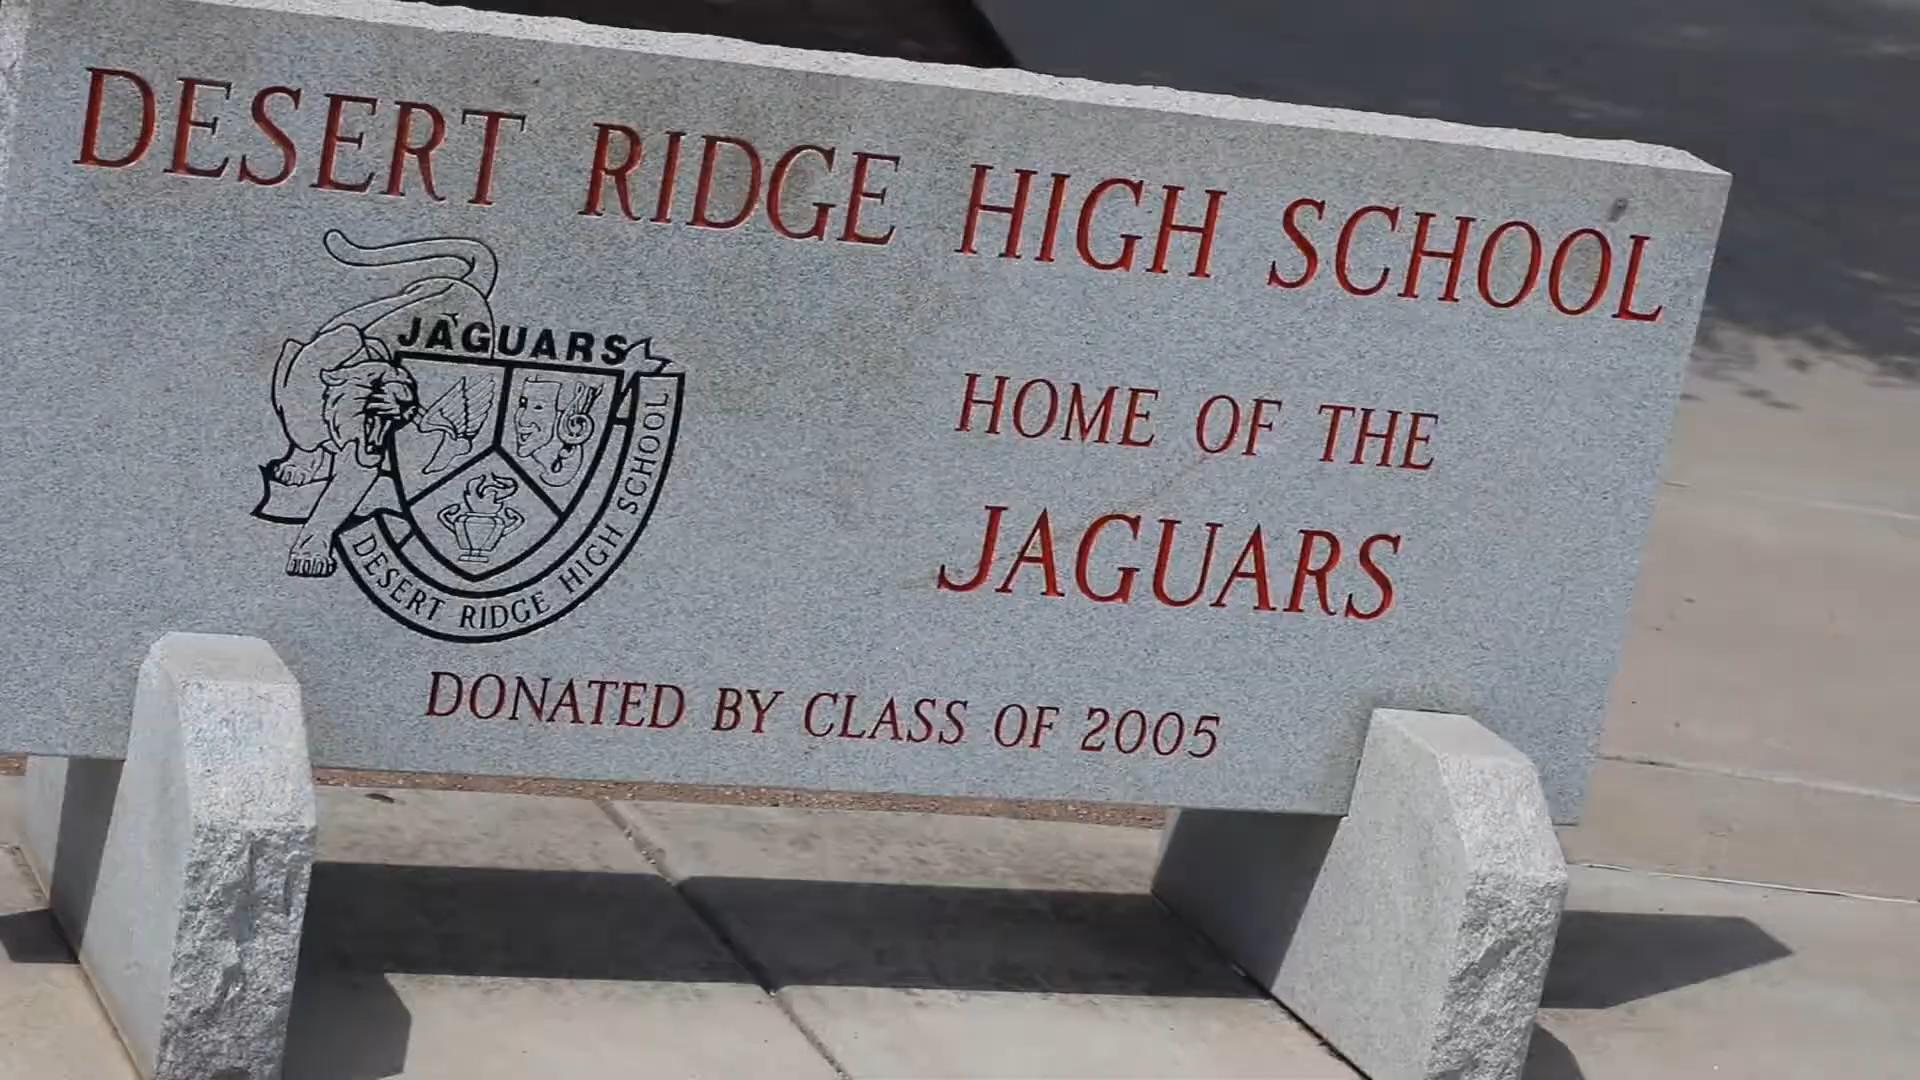 DESERT RIDGE HIGH SCHOOL
JAGUARS
DESERT RIDGE HIGH SCHOOL
HOME OF THE
JAGUARS
DONATED BY CLASS OF 2005